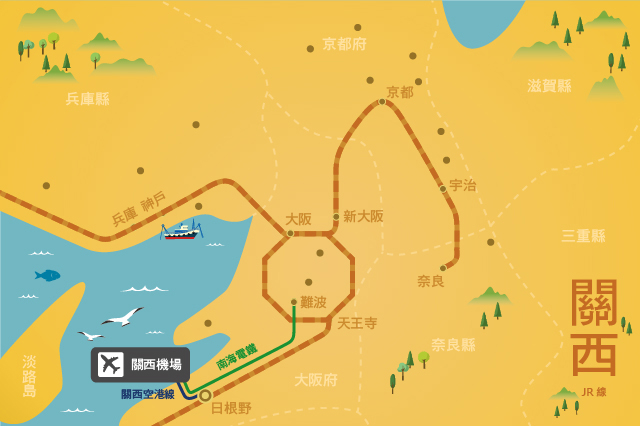 京都府
滋賀縣
兵庫縣
京都
宇治
兵庫 神戶
大阪
新大阪
三重縣
奈良
難波
天王寺
關西
奈良縣
南海電鐵
關西機場
淡路島
大阪府
關西空港線
日根野
JR 線